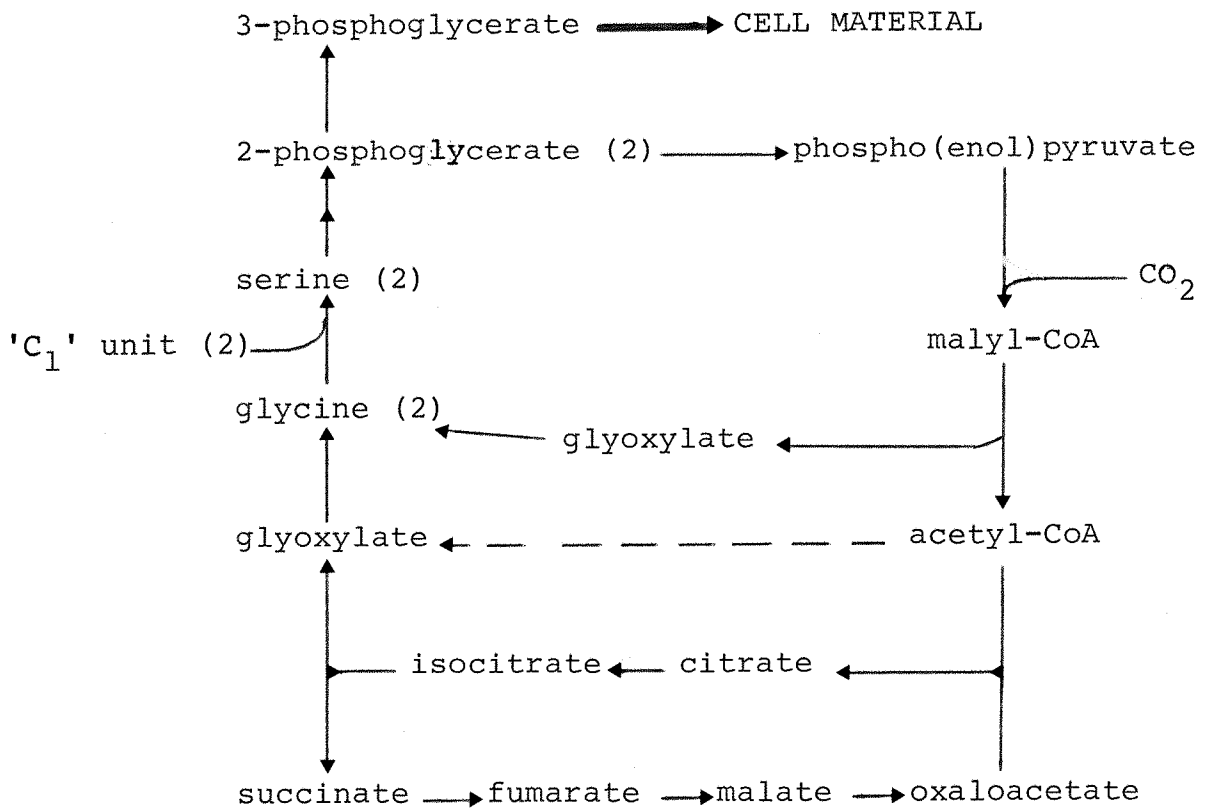 3-phosphoglycerate CELL MATERIAL
2-phosphoglycerate (2) phospho(enol)pyruvate
serine (2) CO2
'C1' unit (2) malyl-CoA
glycine (2) glyoxylate
glyoxylate acetyl-CoA
isocitrate citrate
succinate fumarate malate oxaloacetate